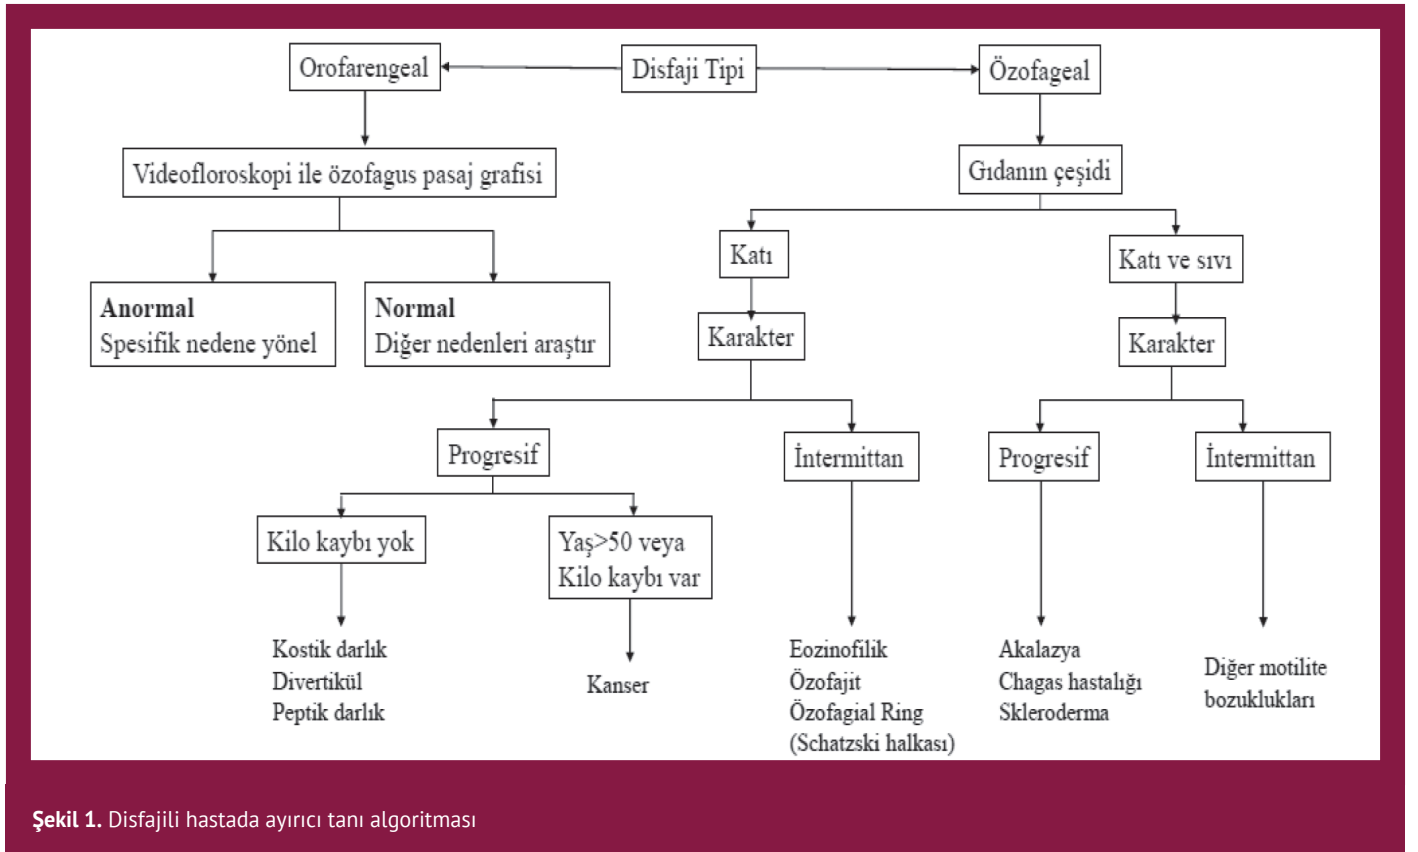 Disfaji Tipi
Orofarengeal
Özofageal
Videofloroskopi ile özofagus pasaj grafisi
Anormal
Spesifik nedene yönel
Normal
Diğer nedenleri araştır
Gıdanın çeşidi
Katı
Katı ve sıvı
Karakter
Karakter
Progresif
İntermittan
Progresif
İntermittan
Kilo kaybı yok
Yaş>50 veya
Kilo kaybı var
Kostik darlık
Divertikül
Peptik darlık
Kanser
Eozinofilik
Özofajit
Özofagial Ring
(Schatzski halkası)
Akalazya
Chagas hastalığı
Skleroderma
Diğer motilite
bozuklukları
Şekil 1. Disfajili hastada ayırıcı tanı algoritması